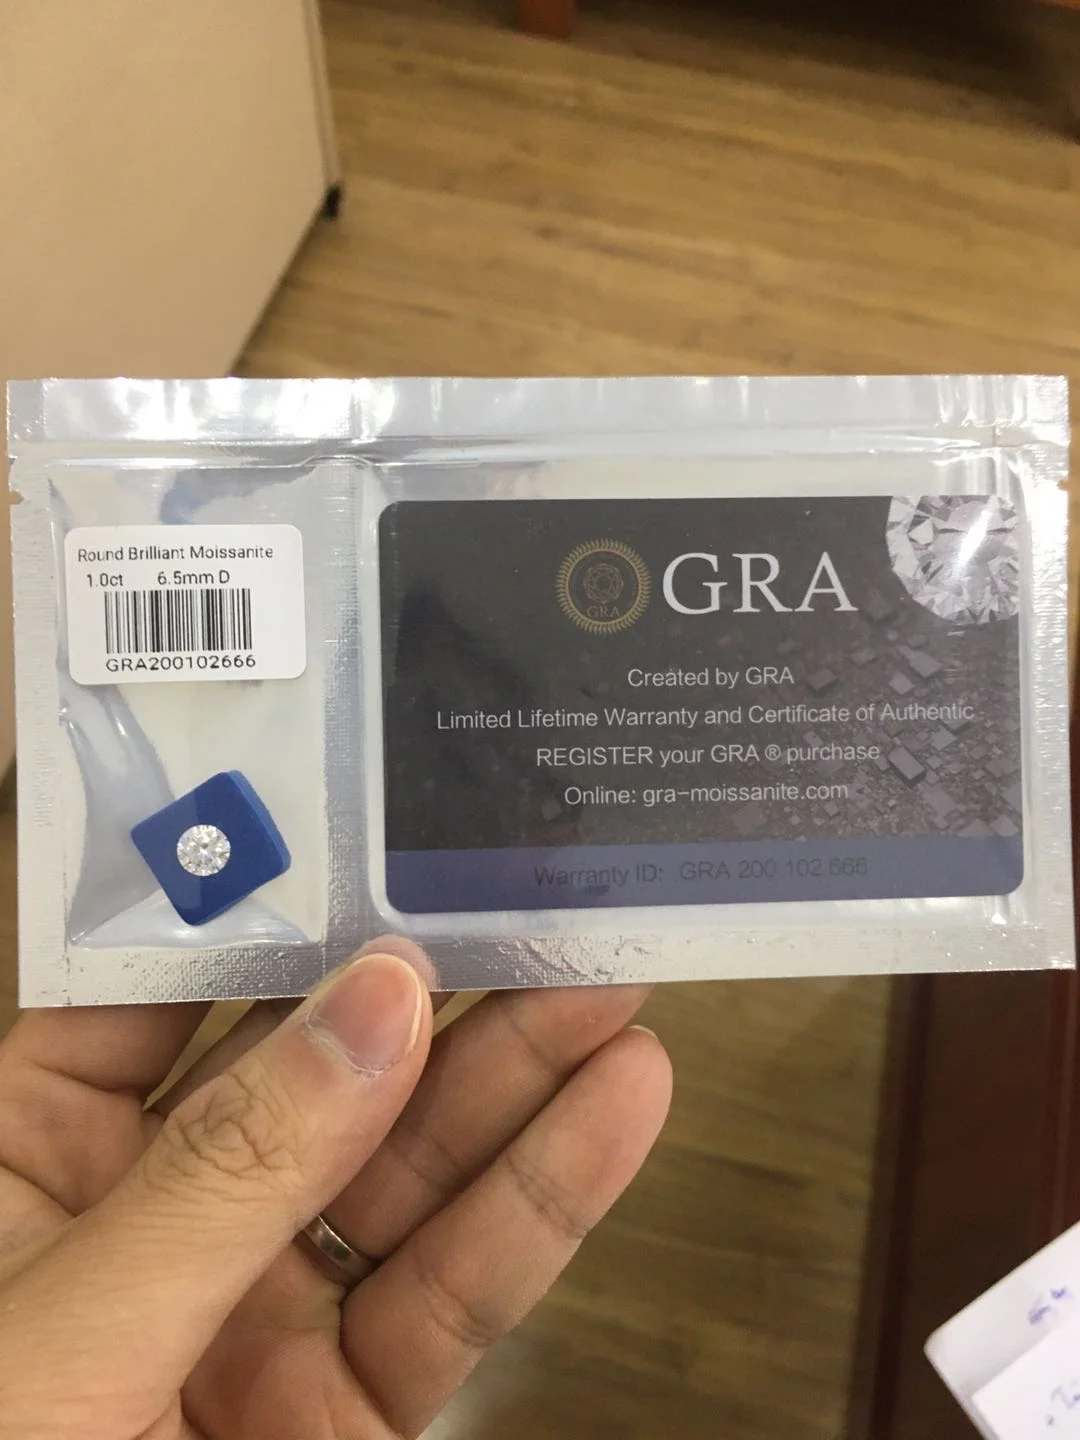 Round Brilliant Moissanite
1.0ct 6.5mm D
GRA200102666
GRA
GRA
Created by GRA
Limited Lifetime Warranty and Certificate of Authentic
REGISTER your GRA ® purchase
Online: gra-moissanite.com
Warranty ID: GRA 200 102 666